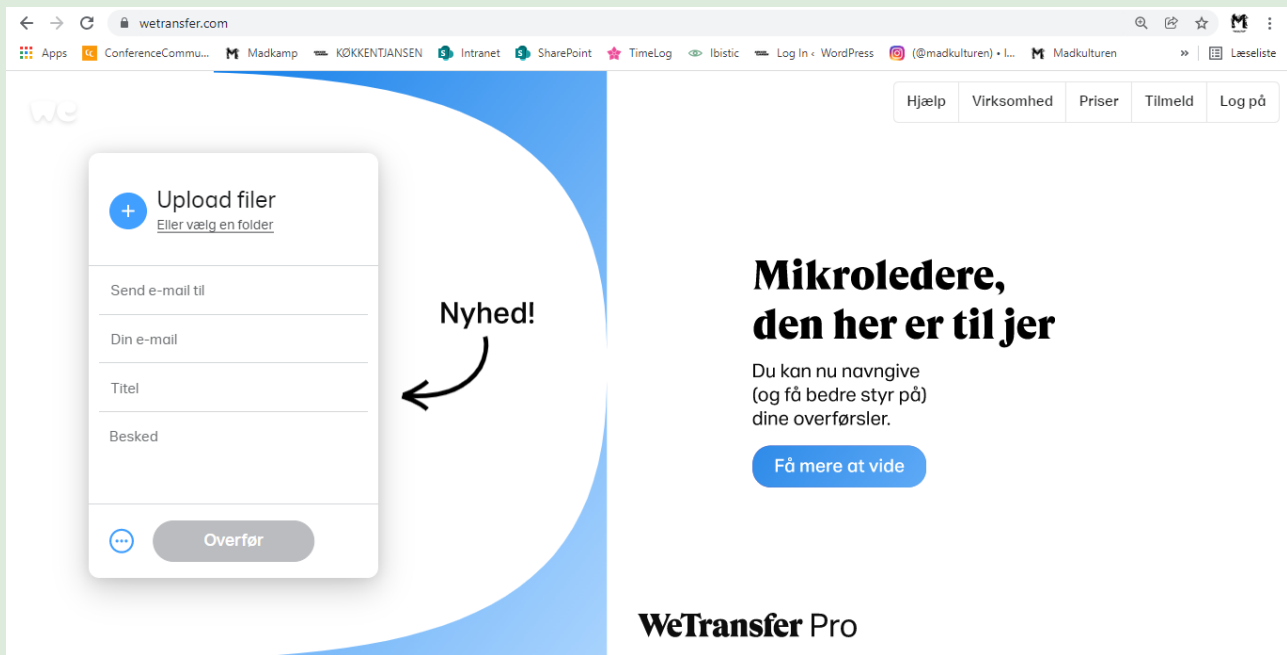 wetransfer.com
Apps ConferenceCommu... Madkamp KØKKENTJANSEN Intranet SharePoint TimeLog Ibistic Log In ‹ WordPress (@madkulturen) • I... Madkulturen » Læseliste
we
Hjælp Virksomhed Priser Tilmeld Log på
Upload filer
Eller vælg en folder
Send e-mail til
Din e-mail
Titel
Besked
Overfør
Nyhed!
Mikroledere,
den her er til jer
Du kan nu navngive
(og få bedre styr på)
dine overførsler.
Få mere at vide
WeTransfer Pro